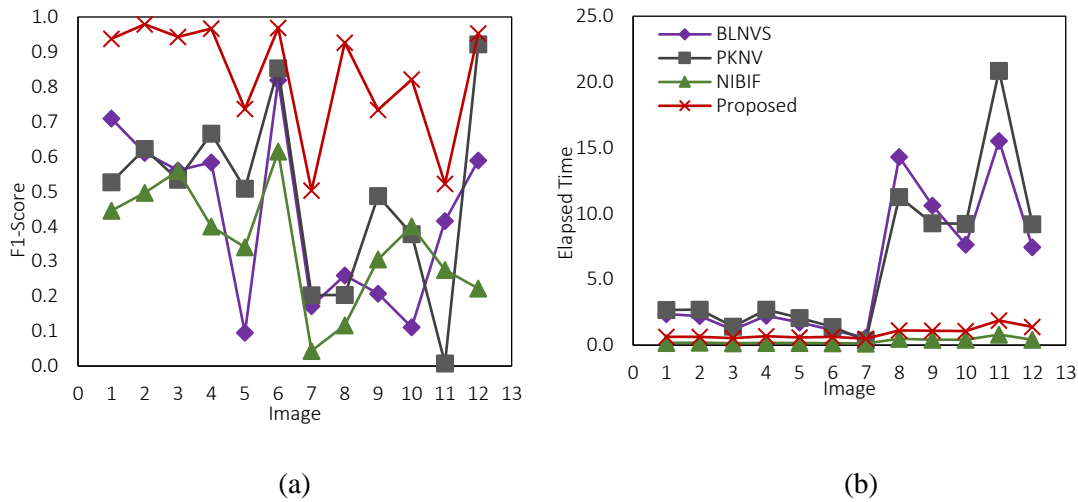 1.0
0.9
0.8
0.7
0.6
0.5
0.4
0.3
0.2
0.1
0.0
F1-Score
0 1 2 3 4 5 6 7 8 9 10 11 12 13
Image
(a)
25.0
20.0
15.0
10.0
5.0
0.0
Elapsed Time
BLNVS
PKNV
NIBIF
Proposed
0 1 2 3 4 5 6 7 8 9 10 11 12 13
Image
(b)